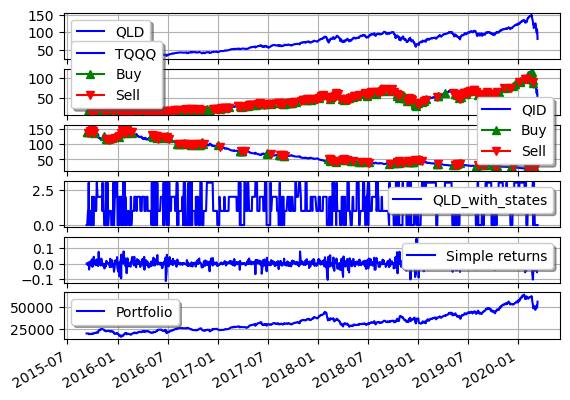 150
100
50
QLD
TQQQ
Buy
Sell
100
50
QID
Buy
Sell
150
100
50
2.5
0.0
QLD_with_states
0.1
0.0
−0.1
Simple returns
50000
25000
Portfolio
2015-07
2016-01
2016-07
2017-01
2017-07
2018-01
2018-07
2019-01
2019-07
2020-01